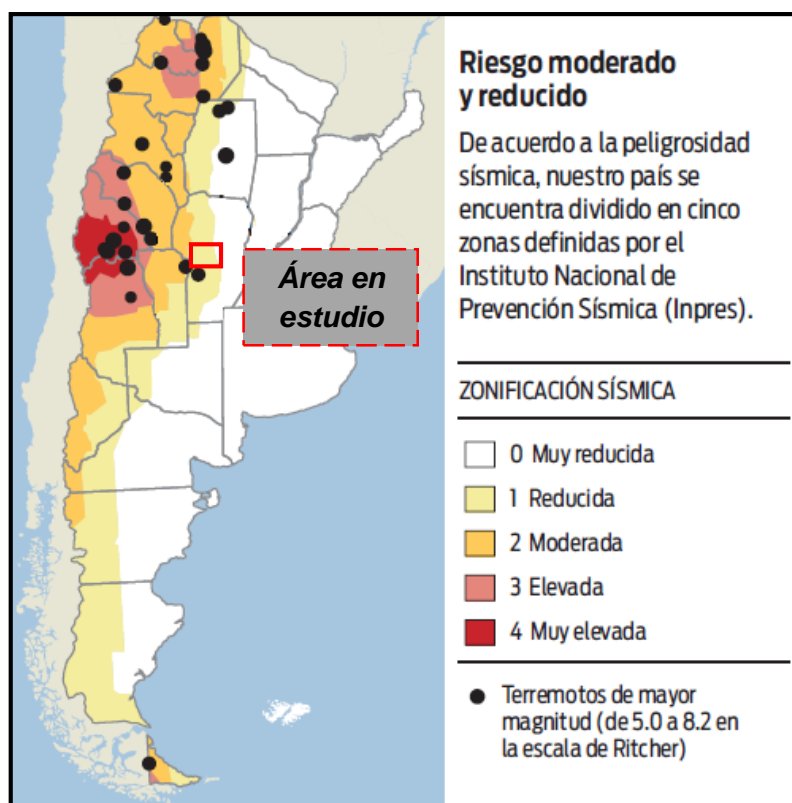 Riesgo moderado
y reducido
De acuerdo a la peligrosidad
sísmica, nuestro país se
encuentra dividido en cinco
zonas definidas por el
Instituto Nacional de
Prevención Sísmica (Inpres).
Área en
estudio
ZONIFICACIÓN SÍSMICA
0 Muy reducida
1 Reducida
2 Moderada
3 Elevada
4 Muy elevada
Terremotos de mayor
magnitud (de 5.0 a 8.2 en
la escala de Ritcher)